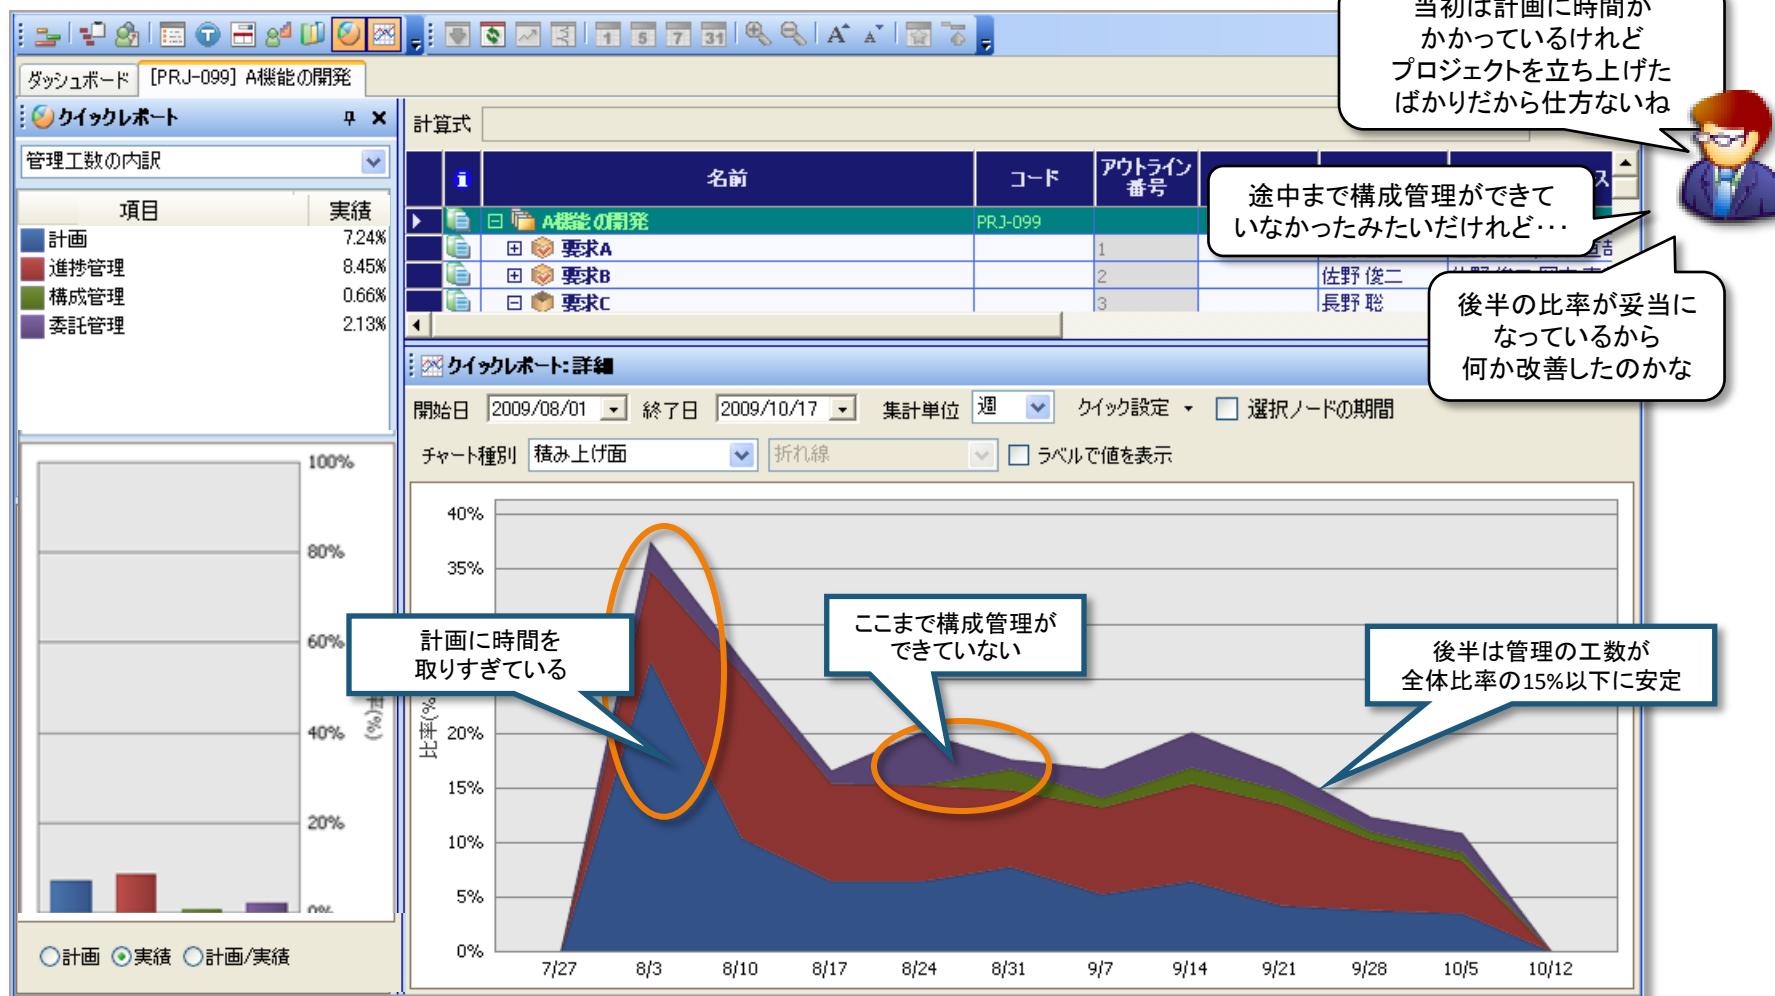 当初は計画に時間が
かかっているけれど
プロジェクトを立ち上げた
ばかりだから仕方ないね
1
5
7
31
A
A
ダッシュボード
[PRJ-099] A機能の開発
クイックレポート
管理工数の内訳
項目
実績
計画
7.24%
進捗管理
8.45%
構成管理
0.66%
委託管理
2.13%
計算式
名前
コード
アウトライン
番号
ス
A機能の開発
PRJ-099
要求A
1
要求B
2
佐野 俊二
要求C
3
長野 聡
途中まで構成管理ができて
いなかったみたいだけれど･･･
後半の比率が妥当に
なっているから
何か改善したのかな
クイックレポート: 詳細
開始日
2009/08/01
終了日
2009/10/17
集計単位
週
クイック設定
選択ノードの期間
チャート種別
積み上げ面
折れ線
ラベルで値を表示
100%
80%
60%
40%
20%
0%
(%)
計画
実績
計画/実績
40%
35%
20%
15%
10%
5%
0%
比率(%
計画に時間を
取りすぎている
ここまで構成管理が
できていない
後半は管理の工数が
全体比率の15%以下に安定
7/27
8/3
8/10
8/17
8/24
8/31
9/7
9/14
9/21
9/28
10/5
10/12